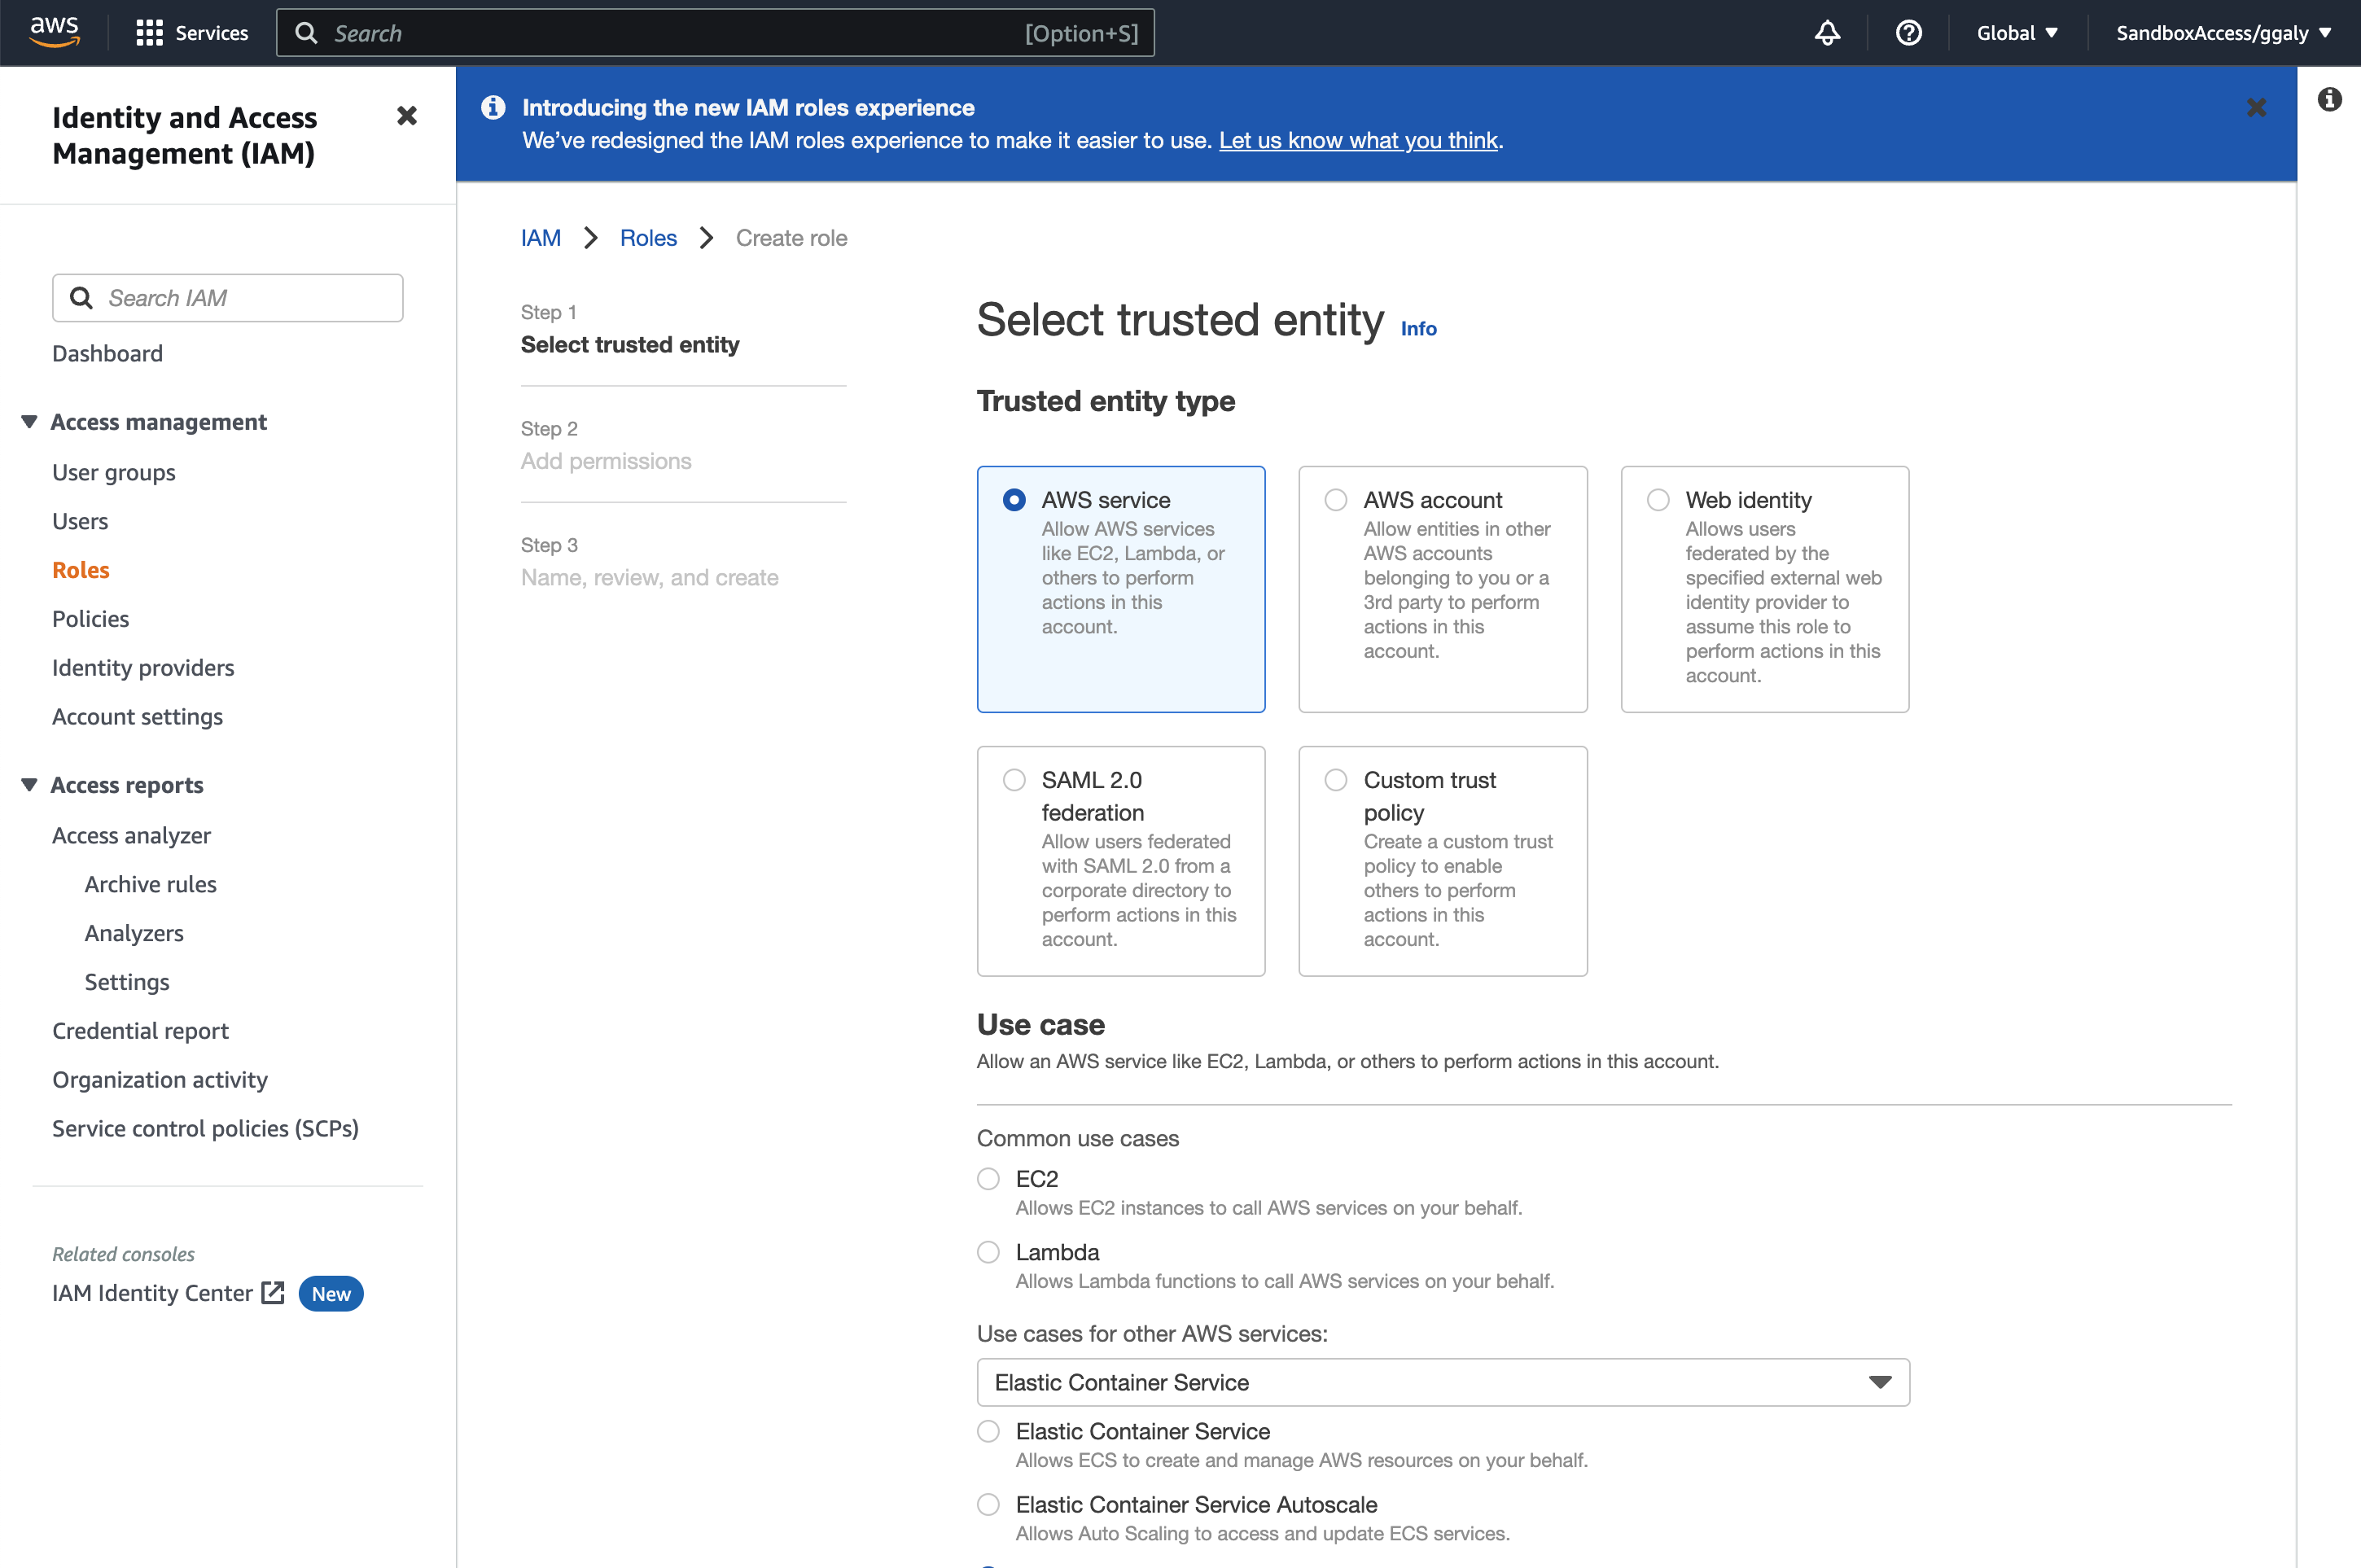 aws
Services
Search
[Option+S]
Global
SandboxAccess/ggaly
Identity and Access
Management (IAM)
Search IAM
Dashboard
Access management
User groups
Users
Roles
Policies
Identity providers
Account settings
Access reports
Access analyzer
Archive rules
Analyzers
Settings
Credential report
Organization activity
Service control policies (SCPs)
Related consoles
IAM Identity Center
New
Introducing the new IAM roles experience
We’ve redesigned the IAM roles experience to make it easier to use. Let us know what you think.
IAM
Roles
Create role
Step 1
Select trusted entity
Step 2
Add permissions
Step 3
Name, review, and create
Select trusted entity
Info
Trusted entity type
AWS service
Allow AWS services
like EC2, Lambda, or
others to perform
actions in this
account.
AWS account
Allow entities in other
AWS accounts
belonging to you or a
3rd party to perform
actions in this
account.
Web identity
Allows users
federated by the
specified external web
identity provider to
assume this role to
perform actions in this
account.
SAML 2.0
federation
Allow users federated
with SAML 2.0 from a
corporate directory to
perform actions in this
account.
Custom trust
policy
Create a custom trust
policy to enable
others to perform
actions in this
account.
Use case
Allow an AWS service like EC2, Lambda, or others to perform actions in this account.
Common use cases
EC2
Allows EC2 instances to call AWS services on your behalf.
Lambda
Allows Lambda functions to call AWS services on your behalf.
Use cases for other AWS services:
Elastic Container Service
Elastic Container Service
Allows ECS to create and manage AWS resources on your behalf.
Elastic Container Service Autoscale
Allows Auto Scaling to access and update ECS services.